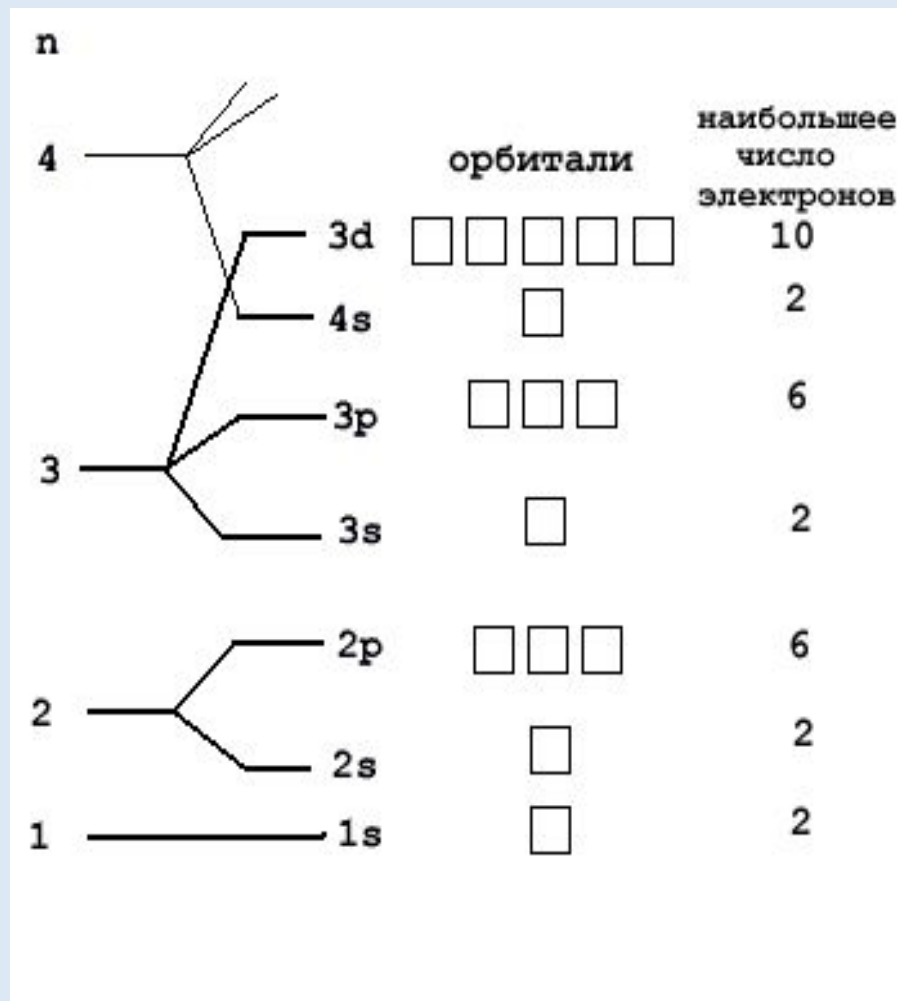 n
наибольшее
4 орбитали число
электронов
3d 10
4s 2
3p 6
3
3s 2
2p 6
2
2s 2
1 1s 2